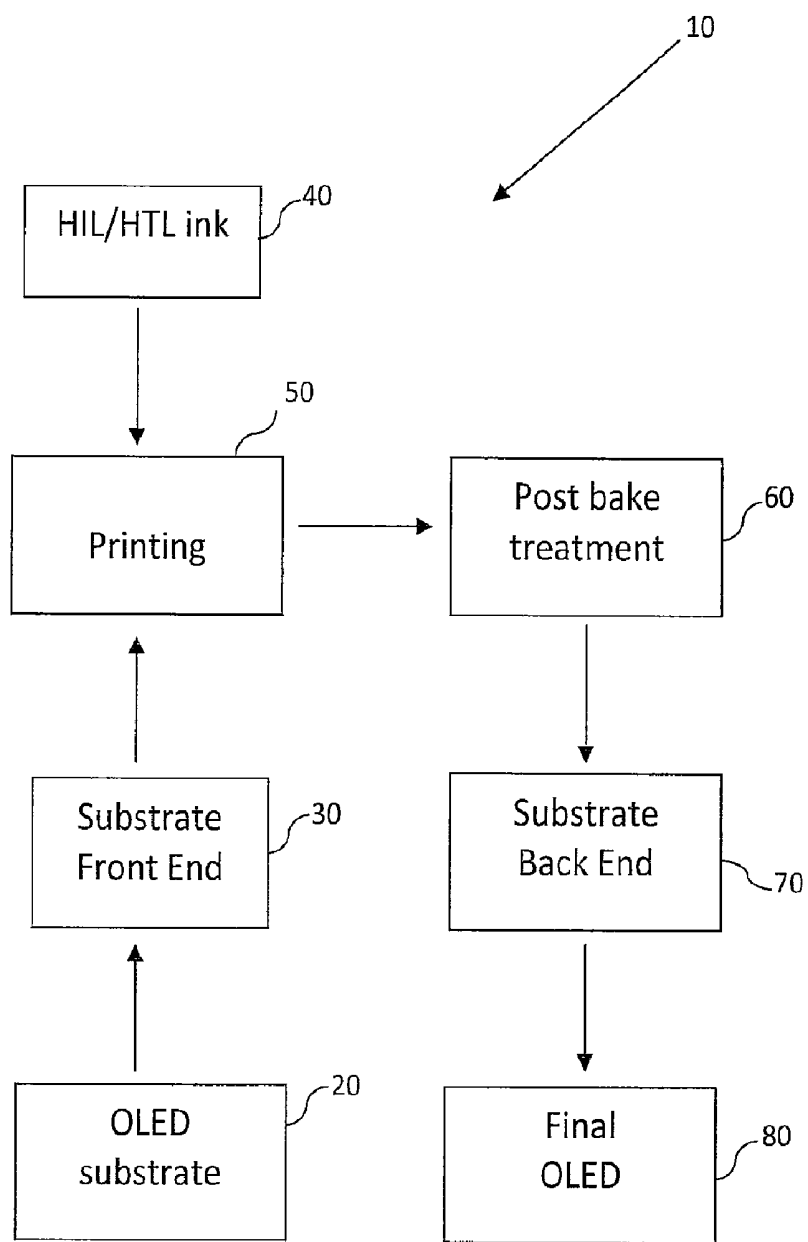 10
HIL/HTL ink
40
50
Printing
Post bake
treatment
60
Substrate
Front End
30
Substrate
Back End
70
OLED
substrate
20
Final
OLED
80